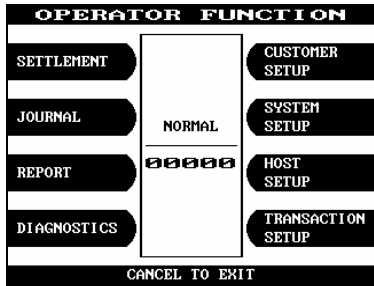 OPERATOR FUNCTION
SETTLEMENT
JOURNAL
REPORT
DIAGNOSTICS
NORMAL
00000
CUSTOMER
SETUP
SYSTEM
SETUP
HOST
SETUP
TRANSACTION
SETUP
CANCEL TO EXIT